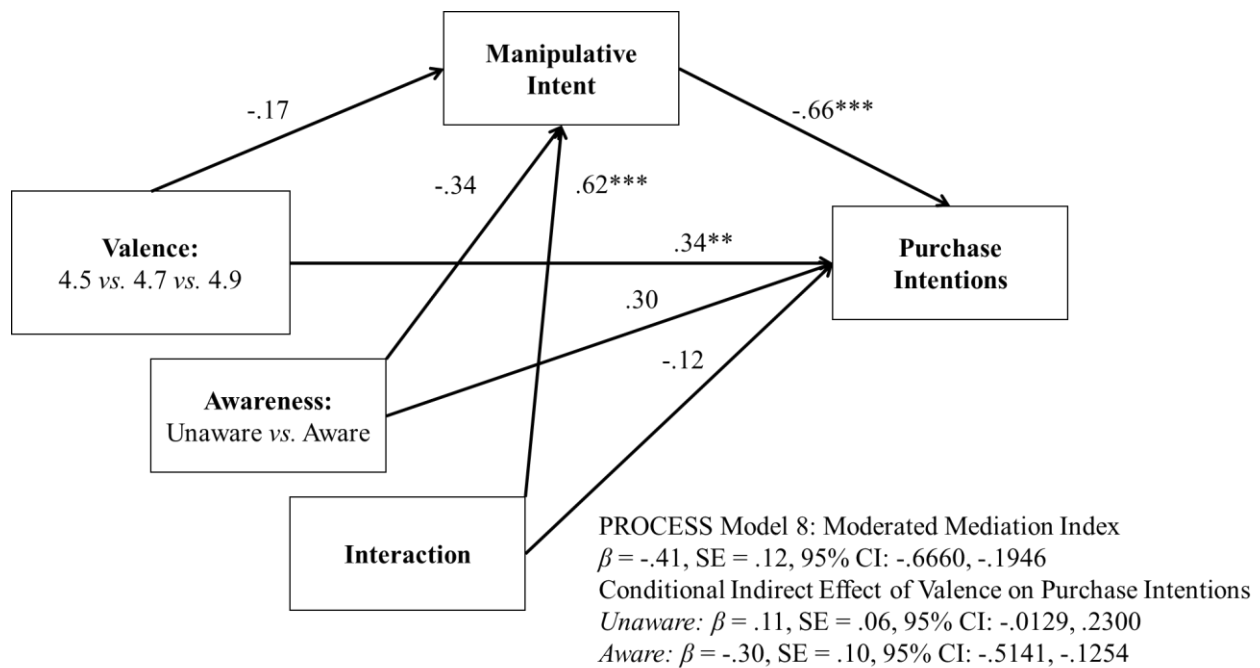 Manipulative
Intent
-.17
-.66***
-.34
.62***
Valence:
4.5 vs. 4.7 vs. 4.9
.34**
Purchase
Intentions
.30
-.12
Awareness:
Unaware vs. Aware
Interaction
PROCESS Model 8: Moderated Mediation Index
β = -.41, SE = .12, 95% CI: -.6660, -.1946
Conditional Indirect Effect of Valence on Purchase Intentions
Unaware: β = .11, SE = .06, 95% CI: -.0129, .2300
Aware: β = -.30, SE = .10, 95% CI: -.5141, -.1254